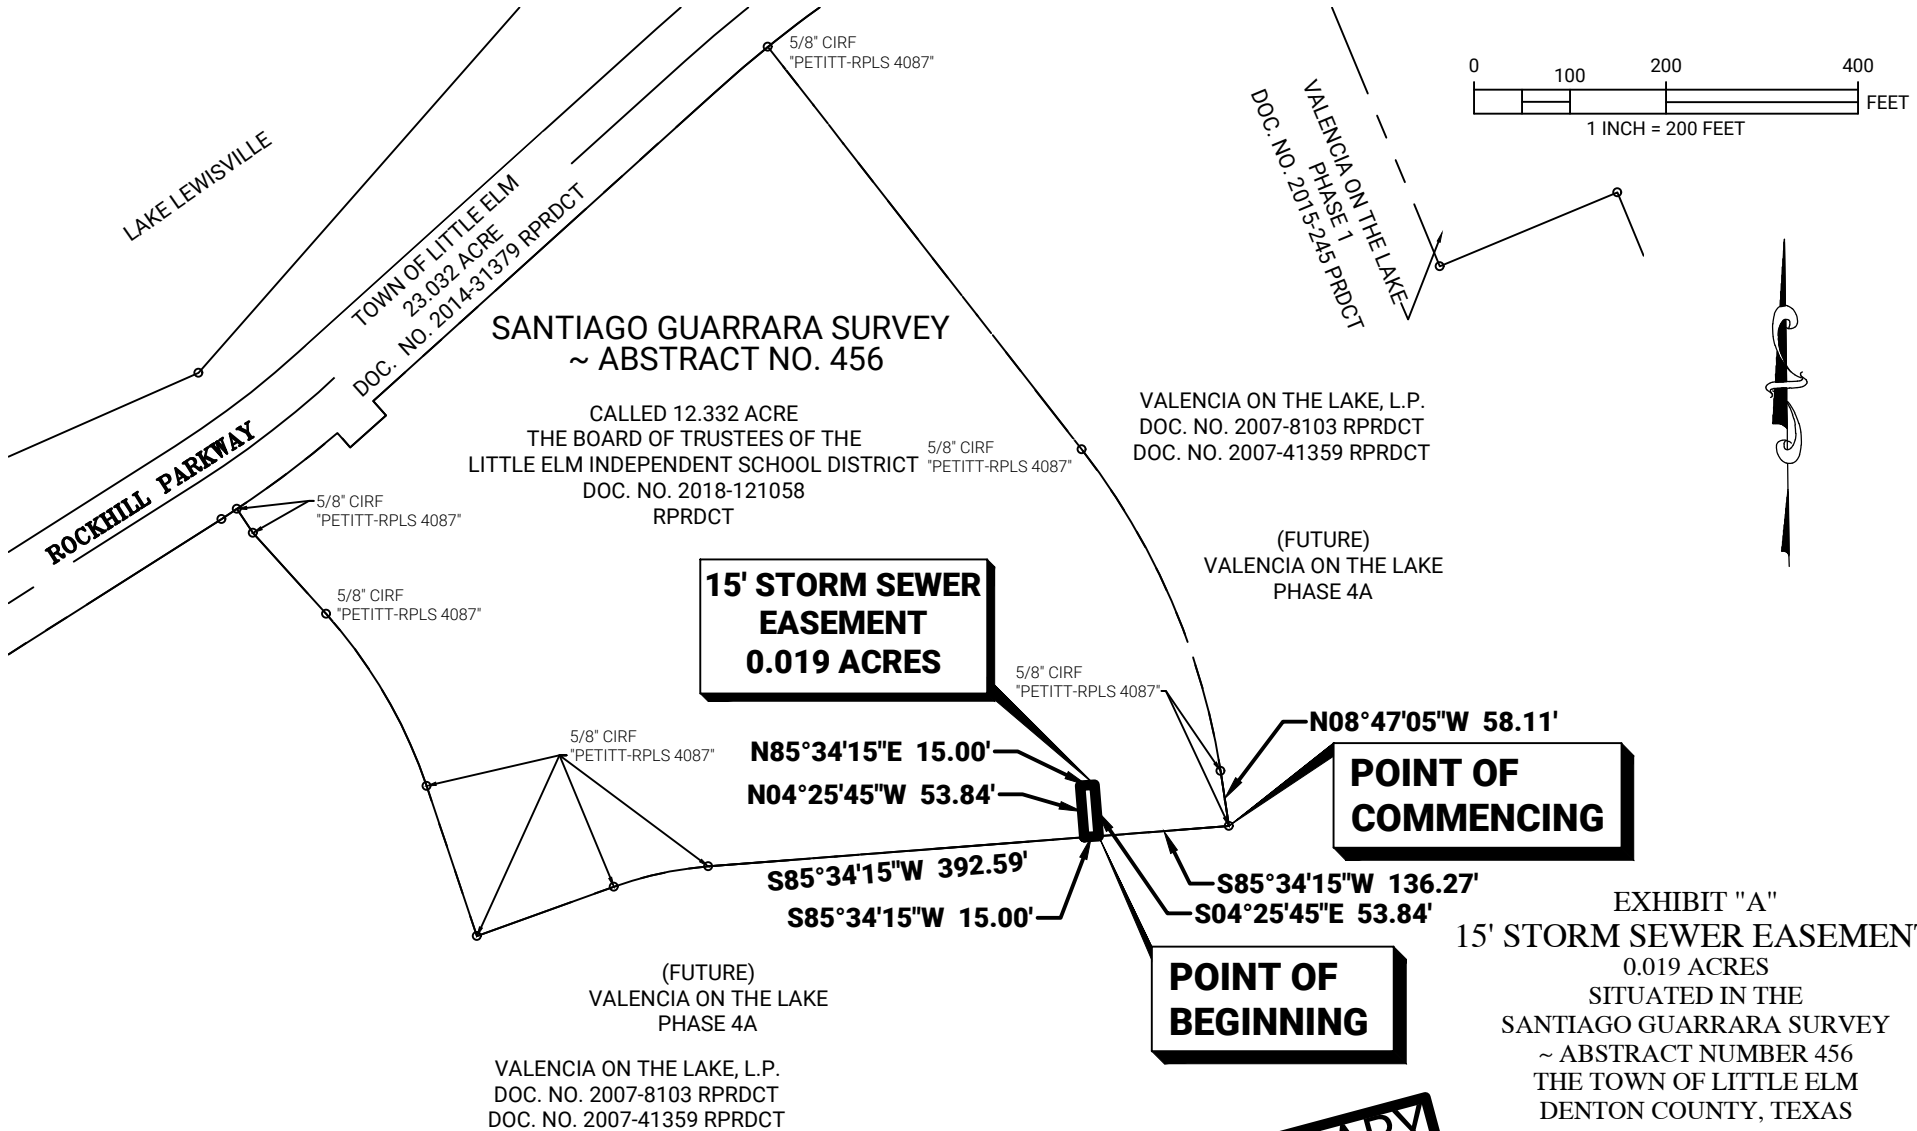 5/8" CIRF
"PETITT-RPLS 4087"
0
100
200
400
FEET
1 INCH = 200 FEET
LAKE LEWISVILLE
TOWN OF LITTLE ELM
23.032 ACRE
DOC. NO. 2014-31379 RPRDCT
VALENCIA ON THE LAKE
PHASE 1
DOC. NO. 2015-245 PRDCT
SANTIAGO GUARRARA SURVEY
~ ABSTRACT NO. 456
CALLED 12.332 ACRE
THE BOARD OF TRUSTEES OF THE
LITTLE ELM INDEPENDENT SCHOOL DISTRICT
DOC. NO. 2018-121058
RPRDCT
5/8" CIRF
"PETITT-RPLS 4087"
VALENCIA ON THE LAKE, L.P.
DOC. NO. 2007-8103 RPRDCT
DOC. NO. 2007-41359 RPRDCT
ROCKHILL PARKWAY
5/8" CIRF
"PETITT-RPLS 4087"
(FUTURE)
VALENCIA ON THE LAKE
PHASE 4A
5/8" CIRF
"PETITT-RPLS 4087"
15' STORM SEWER
EASEMENT
0.019 ACRES
5/8" CIRF
"PETITT-RPLS 4087"
N08°47'05"W 58.11'
5/8" CIRF
"PETITT-RPLS 4087"
N85°34'15"E 15.00'
N04°25'45"W 53.84'
POINT OF
COMMENCING
S85°34'15"W 392.59'
S85°34'15"W 15.00'
S85°34'15"W 136.27'
S04°25'45"E 53.84'
POINT OF
BEGINNING
(FUTURE)
VALENCIA ON THE LAKE
PHASE 4A
VALENCIA ON THE LAKE, L.P.
DOC. NO. 2007-8103 RPRDCT
DOC. NO. 2007-41359 RPRDCT
EXHIBIT "A"
15' STORM SEWER EASEMENT
0.019 ACRES
SITUATED IN THE
SANTIAGO GUARRARA SURVEY
~ ABSTRACT NUMBER 456
THE TOWN OF LITTLE ELM
DENTON COUNTY, TEXAS